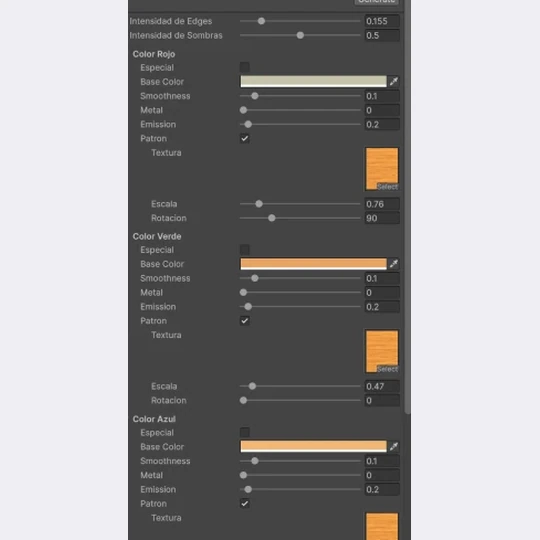 Generate
Intensidad de Edges 0.155
Intensidad de Sombras 0.5
Color Rojo
Especial
Base Color
Smoothness 0.1
Metal 0
Emission 0.2
Patron
Textura
Select
Escala 0.76
Rotacion 90
Color Verde
Especial
Base Color
Smoothness 0.1
Metal 0
Emission 0.2
Patron
Textura
Select
Escala 0.47
Rotacion 0
Color Azul
Especial
Base Color
Smoothness 0.1
Metal 0
Emission 0.2
Patron
Textura